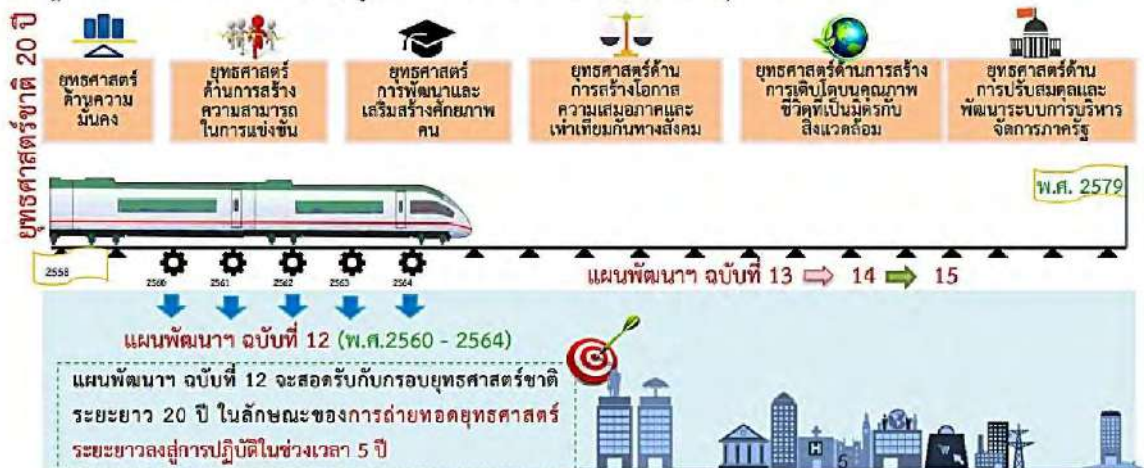 ยุทธศาสตร์ชาติ 20 ปี
ยุทธศาสตร์
ด้านความ
มั่นคง
ยุทธศาสตร์
ด้านการสร้าง
ความสามารถ
ในการแข่งขัน
ยุทธศาสตร์
การพัฒนาและ
เสริมสร้างศักยภาพ
คน
ยุทธศาสตร์ด้าน
การสร้างโอกาส
ความเสมอภาคและ
เท่าเทียมกันทางสังคม
ยุทธศาสตร์ด้านการสร้าง
การเติบโตบนคุณภาพ
ชีวิตที่เป็นมิตรกับ
สิ่งแวดล้อม
ยุทธศาสตร์ด้าน
การปรับสมดุลและ
พัฒนาระบบการบริหาร
จัดการภาครัฐ
พ.ศ. 2579
2558
2560 2561 2562 2563 2564
แผนพัฒนาฯ ฉบับที่ 13 14 15
แผนพัฒนาฯ ฉบับที่ 12 (พ.ศ.2560 - 2564)
แผนพัฒนาฯ ฉบับที่ 12 จะสอดรับกับกรอบยุทธศาสตร์ชาติ
ระยะยาว 20 ปี ในลักษณะของการถ่ายทอดยุทธศาสตร์
ระยะยาวลงสู่การปฏิบัติในช่วงเวลา 5 ปี
H
5